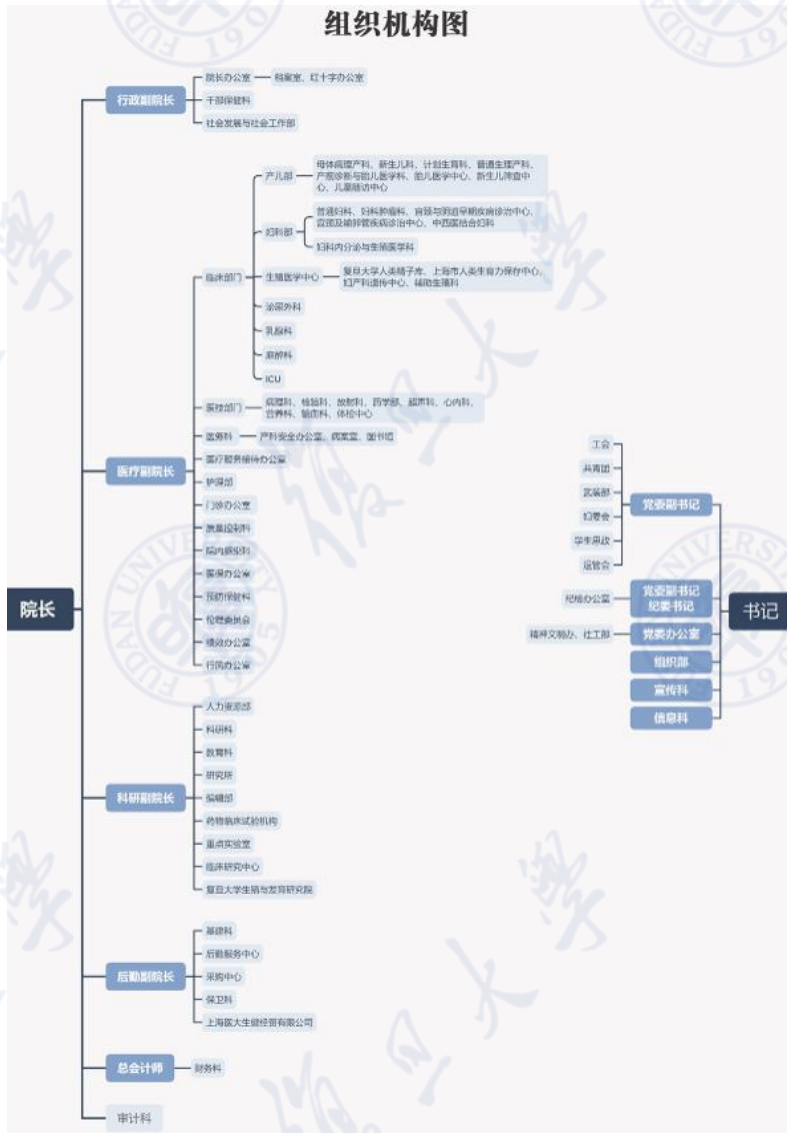 组织机构图
院长
行政副院长
院长办公室
档案室、红十字办公室
干部保健科
社会发展与社会工作部
医疗副院长
临床部门
产儿部
母体病理产科、新生儿科、计划生育科、普通生理产科、
产前诊断与胎儿医学科、胎儿医学中心、新生儿筛查中
心、儿童随访中心
妇科部
普通妇科、妇科肿瘤科、宫颈与阴道早期疾病诊治中心、
宫颈及输卵管疾病诊治中心、中西医结合妇科
妇科内分泌与生殖医学科
生殖医学中心
复旦大学人类精子库、上海市人类生育力保存中心、
妇产科遗传中心、辅助生殖科
泌尿外科
乳腺科
麻醉科
ICU
医技部门
病理科、检验科、放射科、药学部、超声科、心内科、
营养科、输血科、体检中心
医务科
产科安全办公室、病案室、图书馆
医疗服务接待办公室
护理部
门诊办公室
质量控制科
院内感染科
医保办公室
预防保健科
伦理委员会
绩效办公室
行风办公室
科研副院长
人力资源部
科研科
教育科
研究所
编辑部
药物临床试验机构
重点实验室
临床研究中心
复旦大学生殖与发育研究院
后勤副院长
基建科
后勤服务中心
采购中心
保卫科
上海医大生健经贸有限公司
总会计师
财务科
审计科
书记
党委副书记
工会
共青团
武装部
妇委会
学生思政
退管会
党委副书记
纪委书记
纪检办公室
党委办公室
精神文明办、社工部
组织部
宣传科
信息科